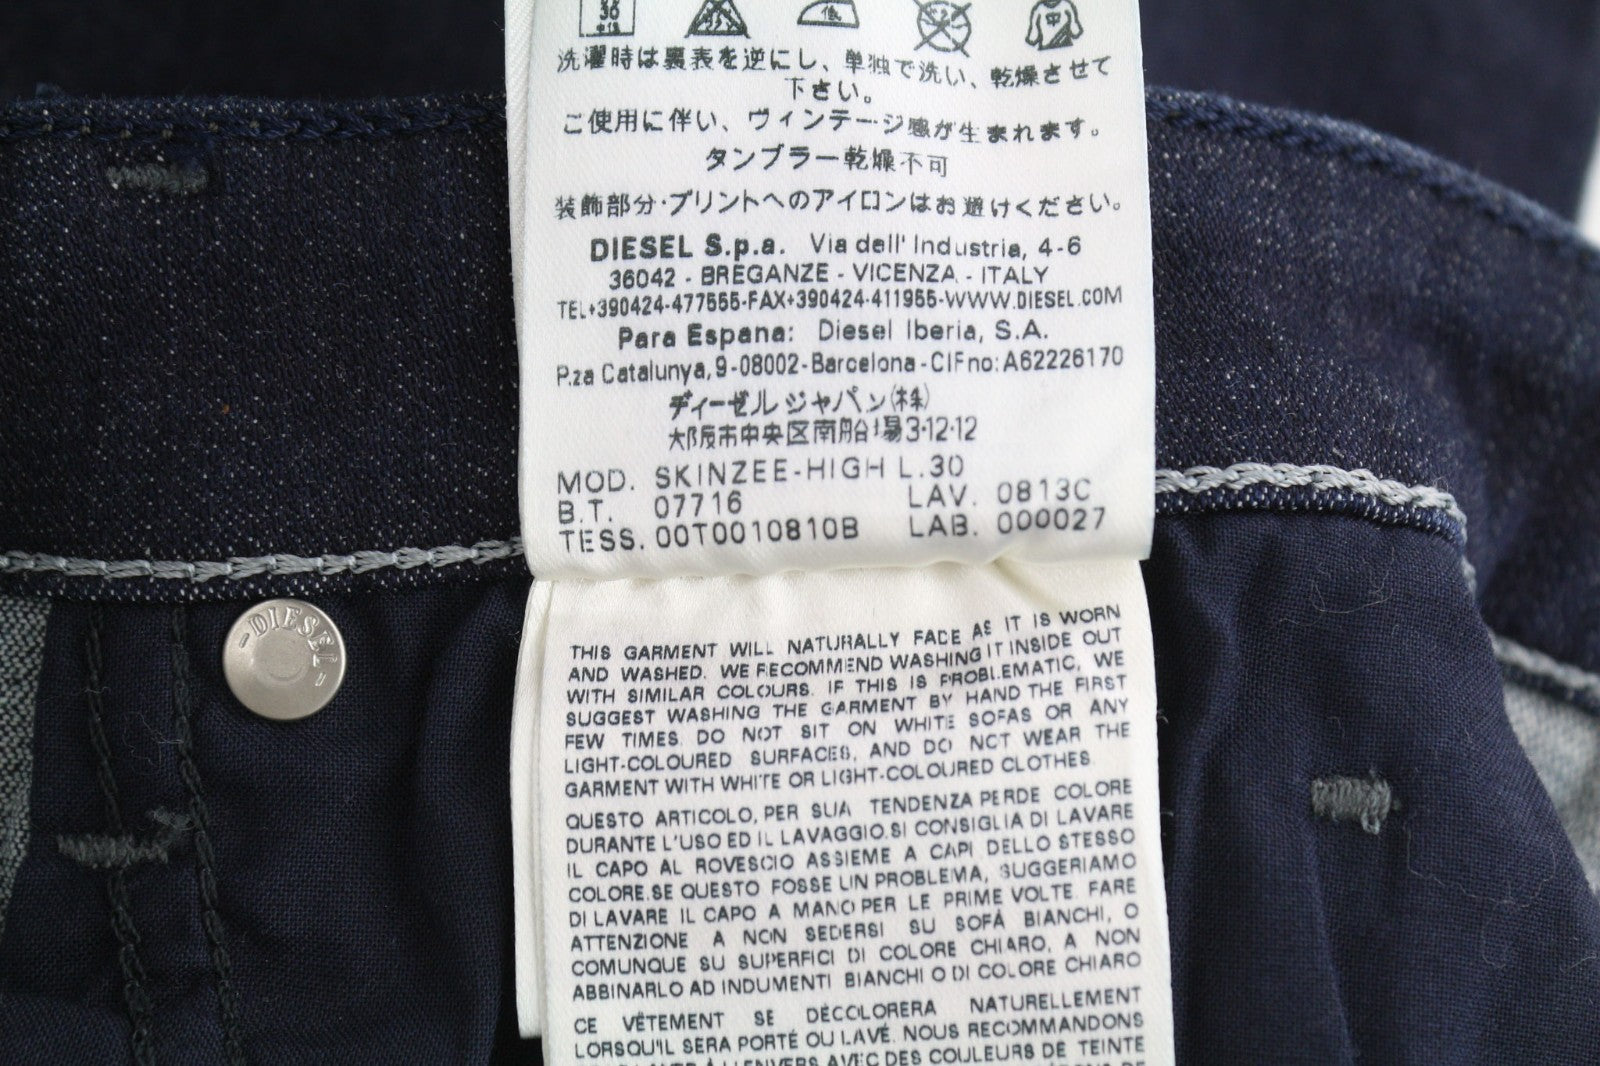 30
中性
低
中
洗濯時は裏表を逆にし、単独で洗い、乾燥させて
下さい。
ご使用に伴い、ヴィンテージ感が生まれます。
タンブラー乾燥不可
装飾部分・プリントへのアイロンはお避けください。
DIESEL S.p.a. Via dell' Industria, 4-6
36042 - BREGANZE - VICENZA - ITALY
TEL+390424-477555-FAX+390424-411955-WWW.DIESEL.COM
Para Espana: Diesel Iberia, S.A.
P.za Catalunya, 9-08002-Barcelona-CIFno: A62226170
ディーゼルジャパン(株)
大阪市中央区南船場3-12-12
MOD. SKINZEE-HIGH L.30
B.T. 07716 LAV. 0813C
TESS. 00T0010810B LAB. 000027
-DIESEL-
THIS GARMENT WILL NATURALLY FADE AS IT IS WORN
AND WASHED. WE RECOMMEND WASHING IT INSIDE OUT
WITH SIMILAR COLOURS. IF THIS IS PROBLEMATIC, WE
SUGGEST WASHING THE GARMENT BY HAND THE FIRST
FEW TIMES. DO NOT SIT ON WHITE SOFAS OR ANY
LIGHT-COLOURED SURFACES, AND DO NOT WEAR THE
GARMENT WITH WHITE OR LIGHT-COLOURED CLOTHES.
QUESTO ARTICOLO, PER SUA TENDENZA PERDE COLORE
DURANTE L'USO ED IL LAVAGGIO. SI CONSIGLIA DI LAVARE
IL CAPO AL ROVESCIO ASSIEME A CAPI DELLO STESSO
COLORE. SE QUESTO FOSSE UN PROBLEMA, SUGGERIAMO
DI LAVARE IL CAPO A MANO PER LE PRIME VOLTE. FARE
ATTENZIONE A NON SEDERSI SU SOFÀ BIANCHI, O
COMUNQUE SU SUPERFICI DI COLORE CHIARO, A NON
ABBINARLO AD INDUMENTI BIANCHI O DI COLORE CHIARO
CE VÊTEMENT SE DÉCOLORERA NATURELLEMENT
LORSQU'IL SERA PORTÉ OU LAVÉ. NOUS RECOMMANDONS
L'ENVERS AVEC DES COULEURS DE TEINTE